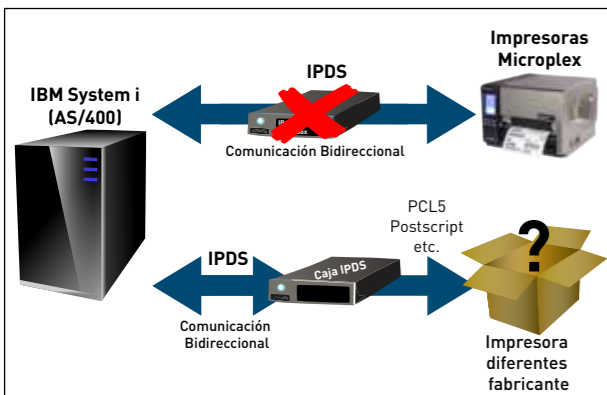 IBM System i
(AS/400)
IPDS
Comunicación Bidireccional
Impresoras
Microplex
IPDS
Comunicación
Bidireccional
Caja IPDS
PCL5
Postscript
etc.
?
Impresora
diferentes
fabricante